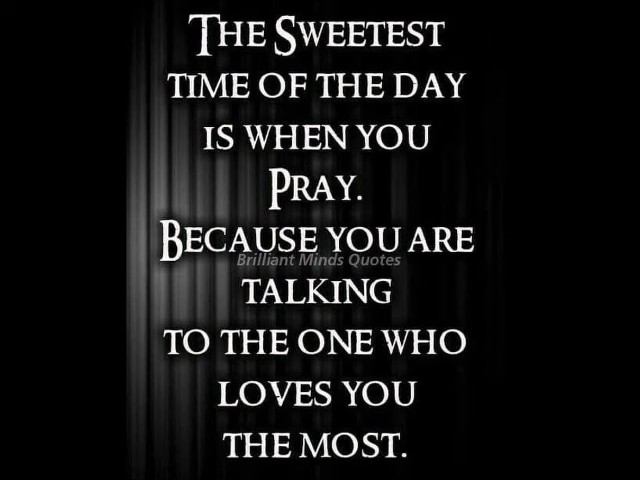 The Sweetest
time of the day
is when you
Pray.
Because you are
Brilliant Minds Quotes
talking
to the one who
loves you
the most.